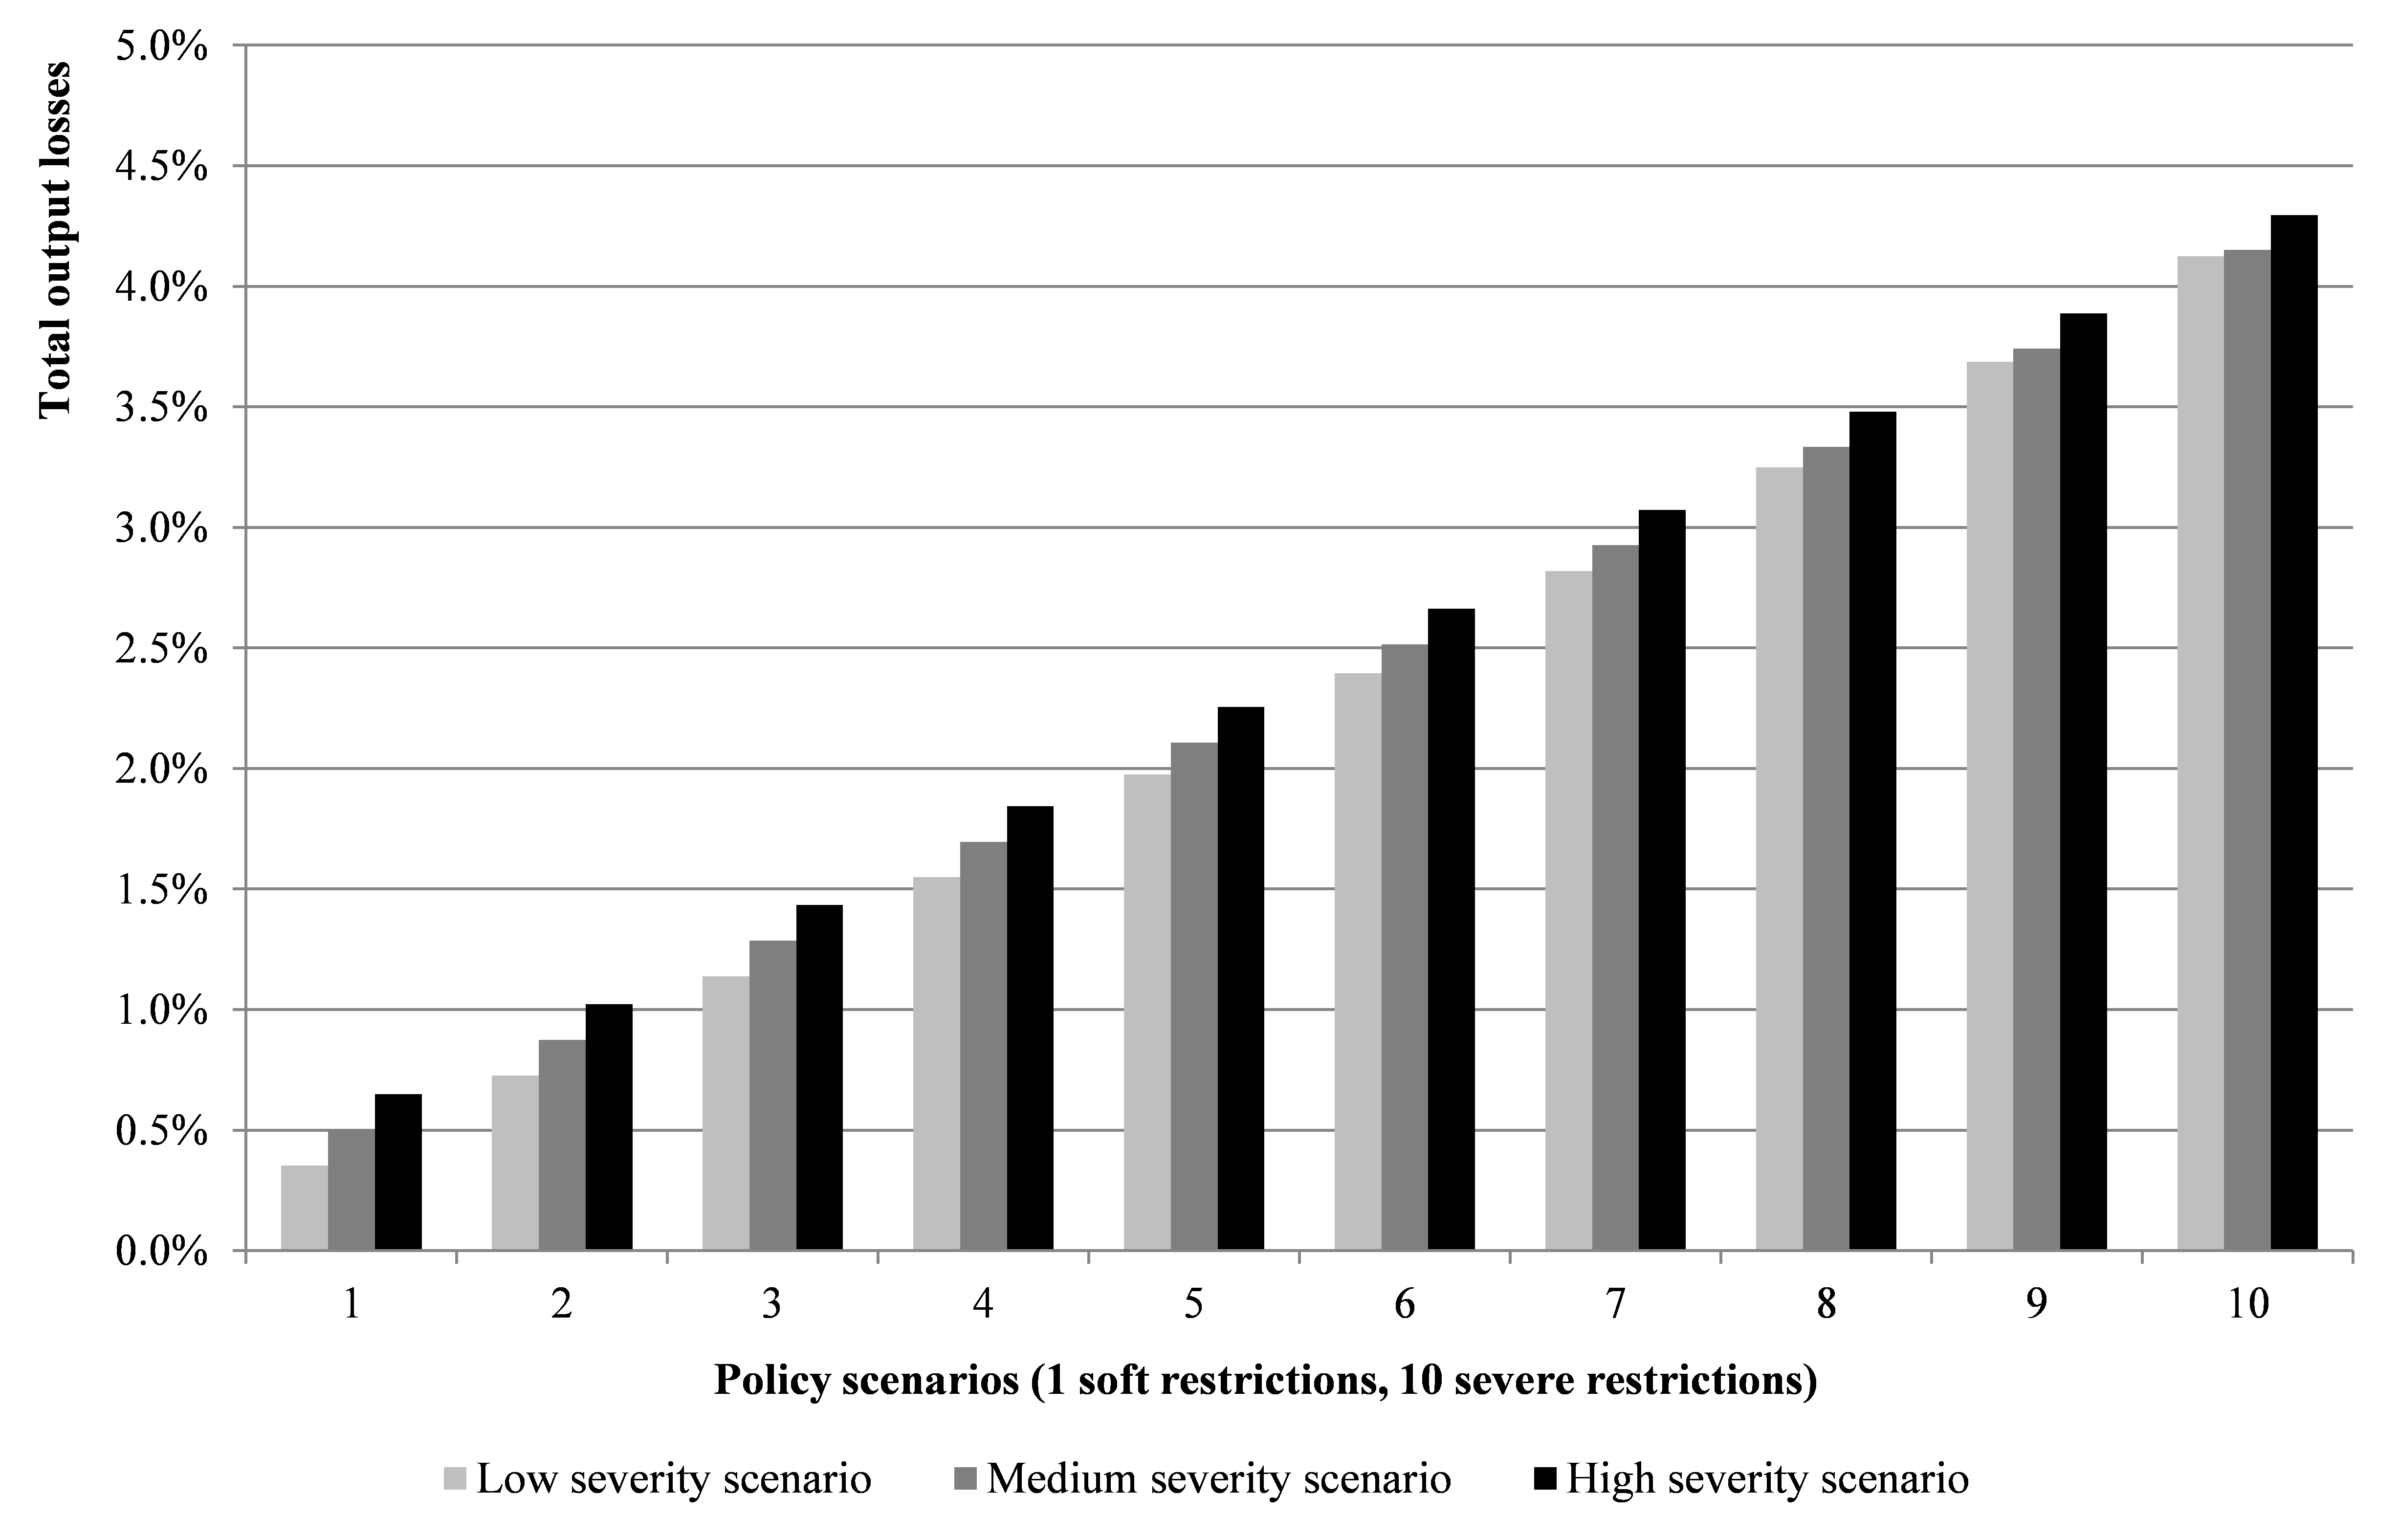 Total output losses
5.0%
4.5%
4.0%
3.5%
3.0%
2.5%
2.0%
1.5%
1.0%
0.5%
0.0%
1 2 3 4 5 6 7 8 9 10
Policy scenarios (1 soft restrictions, 10 severe restrictions)
Low severity scenario Medium severity scenario High severity scenario